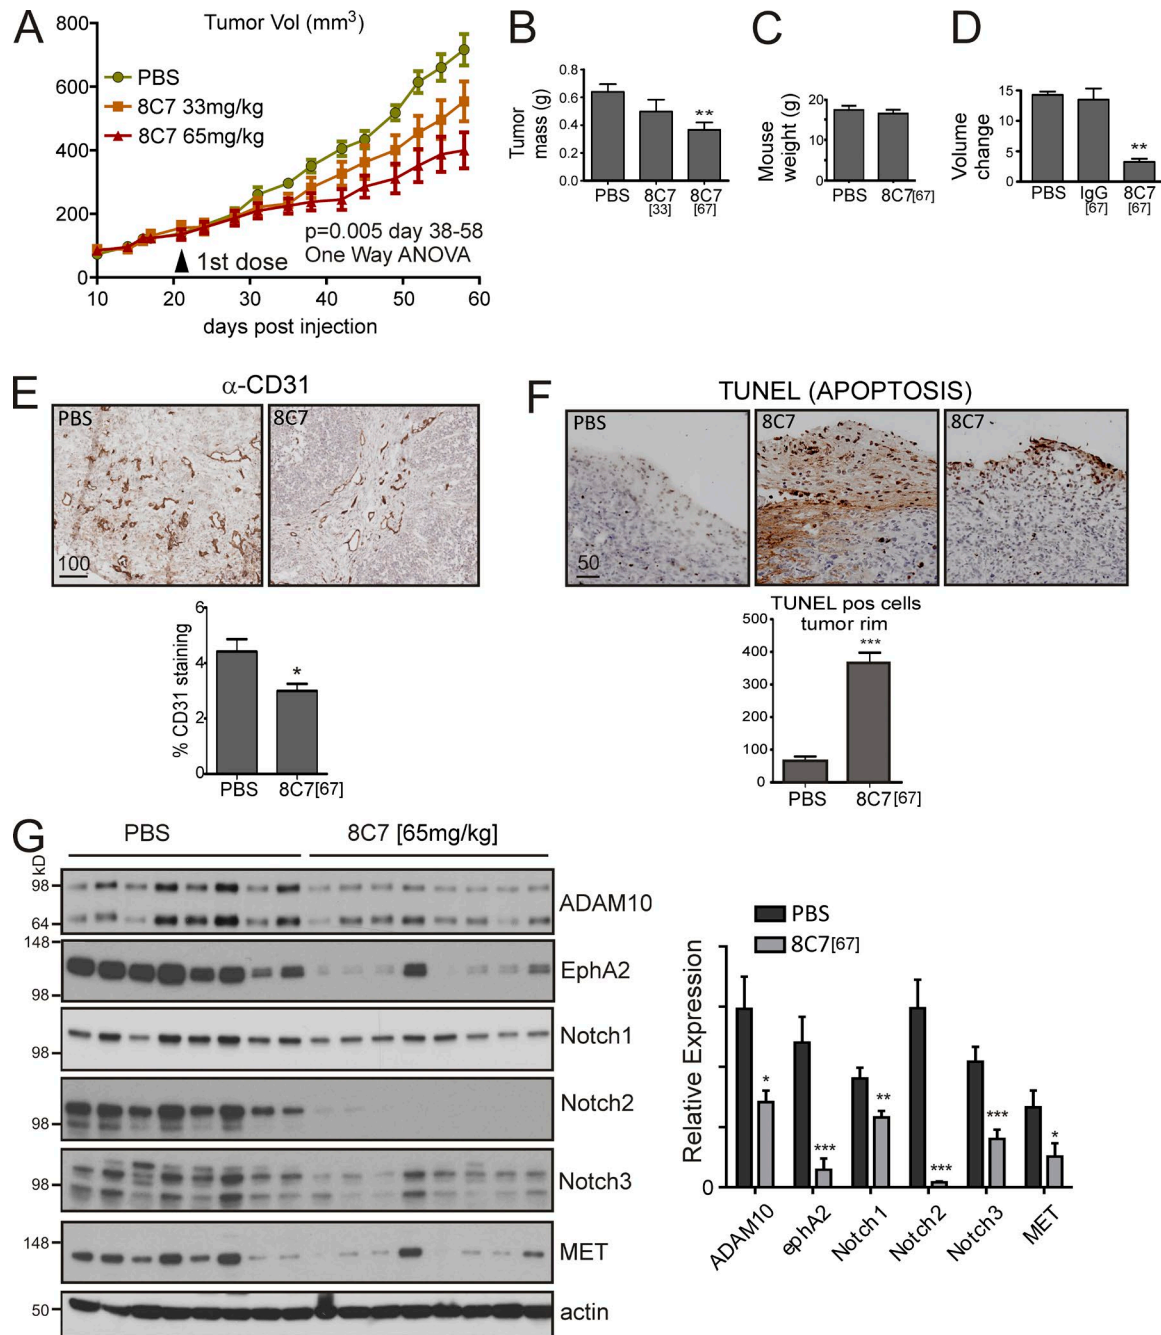 A
Tumor Vol (mm3)
800
600
400
200
0
PBS
8C7 33mg/kg
8C7 65mg/kg
p=0.005 day 38-58
One Way ANOVA
1st dose
10 20 30 40 50 60
days post injection
B
Tumor
mass (g)
0.8
0.6
0.4
0.2
0.0
**
PBS 8C7 8C7
[33] [67]
C
Mouse
weight (g)
20
10
0
PBS 8C7[67]
D
Volume
change
15
10
5
0
**
PBS IgG 8C7
[67] [67]
E
α-CD31
PBS
8C7
100
% CD31 staining
6
4
2
0
*
PBS 8C7[67]
F
TUNEL (APOPTOSIS)
PBS
8C7
8C7
50
TUNEL pos cells
tumor rim
500
400
300
200
100
0
***
PBS 8C7[67]
G
PBS
8C7 [65mg/kg]
kD
98
64
ADAM10
148
98
EphA2
98
Notch1
98
Notch2
98
Notch3
148
MET
50
actin
PBS
8C7[67]
Relative Expression
0
*
***
**
***
***
*
ADAM10
ephA2
Notch1
Notch2
Notch3
MET